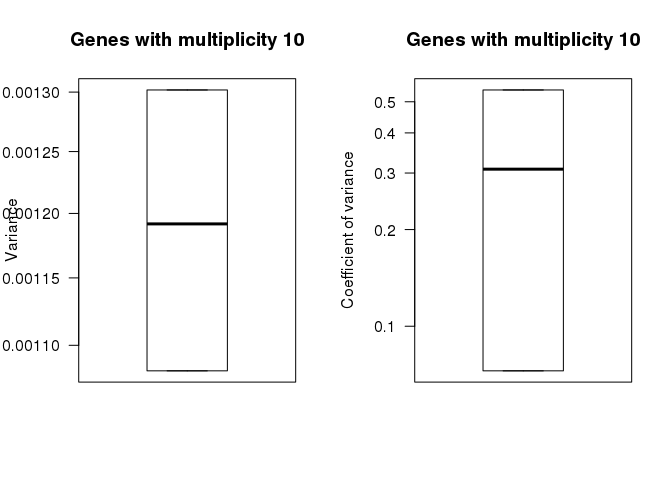 Genes with multiplicity 10
0.00130
0.00125
0.00120
0.00115
0.00110
Variance
Genes with multiplicity 10
0.5
0.4
0.3
0.2
0.1
Coefficient of variance